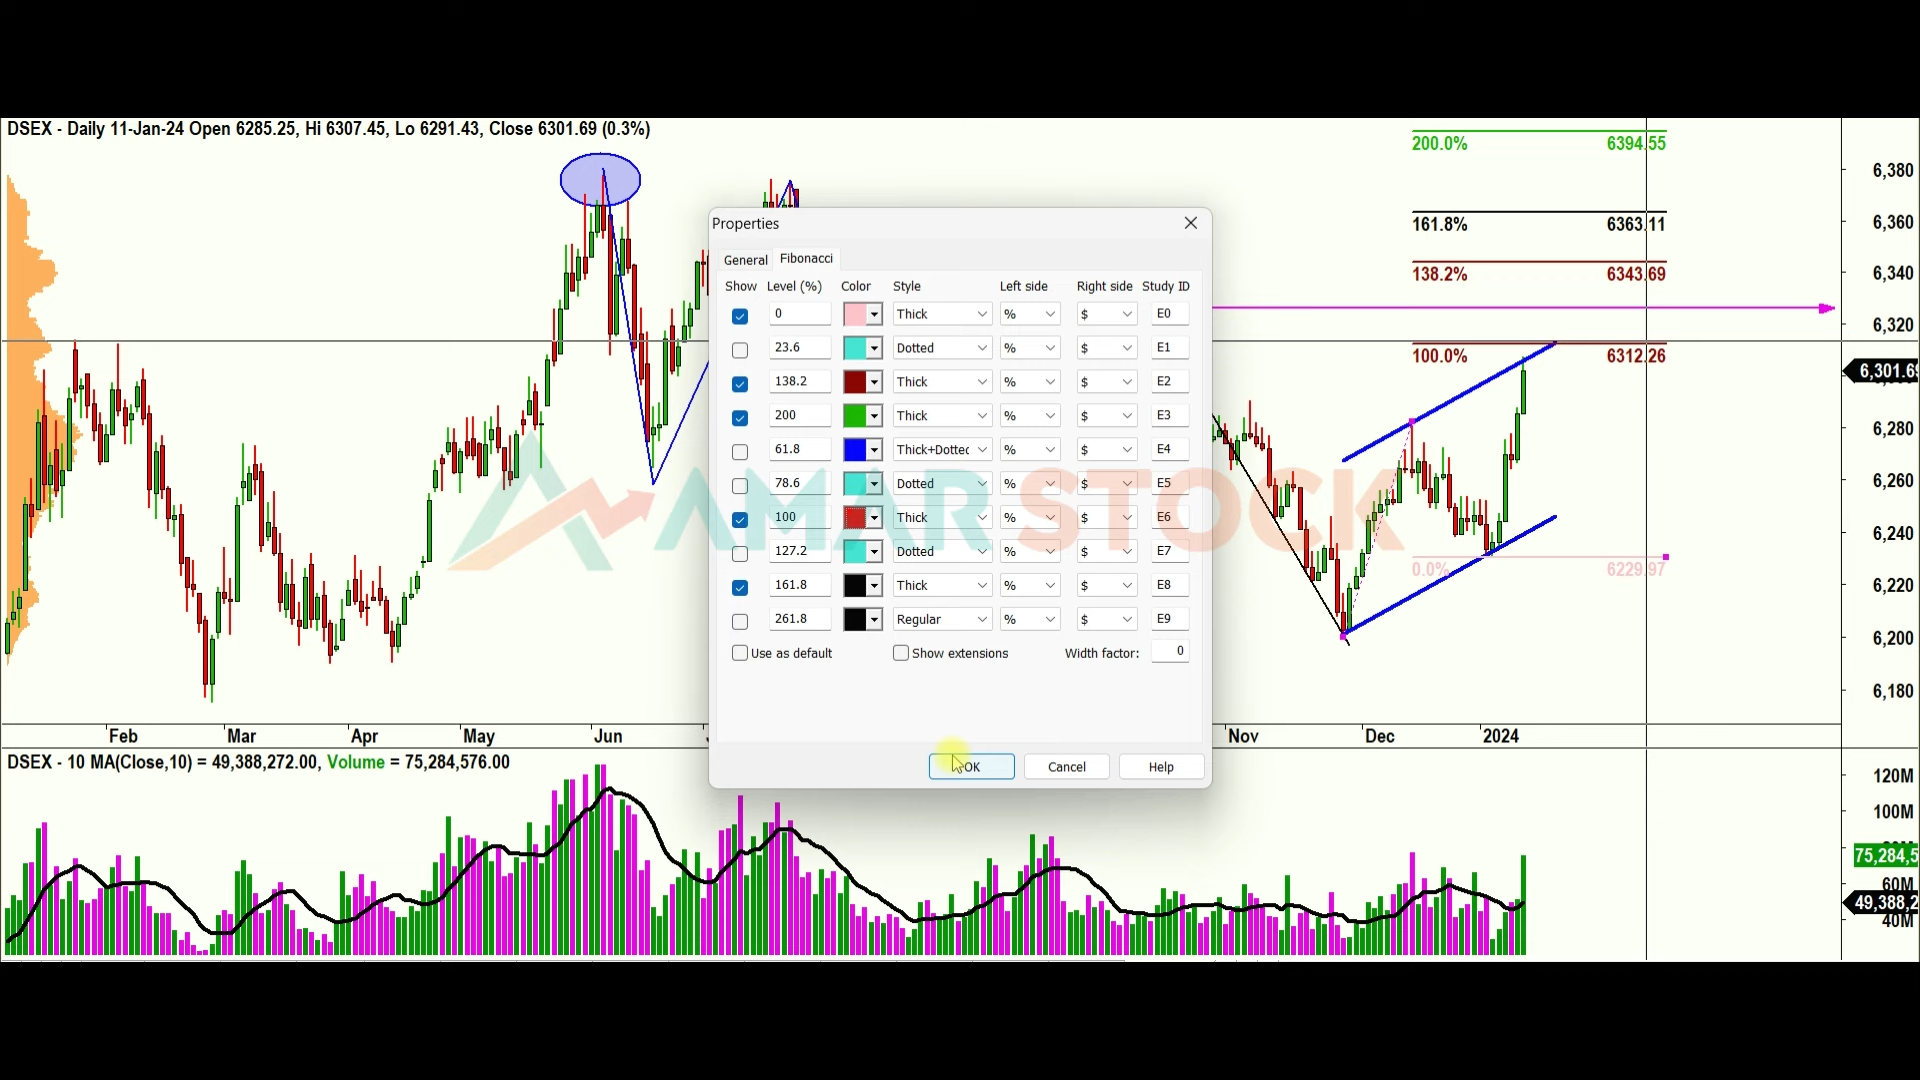 DSEX - Daily 11-Jan-24 Open 6285.25, Hi 6307.45, Lo 6291.43, Close 6301.69 (0.3%)
200.0% 6394.55
6,380
161.8% 6363.11
6,360
138.2% 6343.69
6,340
6,320
100.0% 6312.26
6,301.69
6,280
6,260
6,240
0.0% 6229.97
6,220
6,200
6,180
Properties
General Fibonacci
Show Level (%) Color Style Left side Right side Study ID
0 Thick % $ E0
23.6 Dotted % $ E1
138.2 Thick % $ E2
200 Thick % $ E3
61.8 Thick+Dotted % $ E4
78.6 Dotted % $ E5
100 Thick % $ E6
127.2 Dotted % $ E7
161.8 Thick % $ E8
261.8 Regular % $ E9
Use as default Show extensions Width factor: 0
OK Cancel Help
AMARSTOCK
Feb Mar Apr May Jun Nov Dec 2024
DSEX - 10 MA(Close,10) = 49,388,272.00, Volume = 75,284,576.00
120M
100M
75,284,5
60M
49,388,2
40M